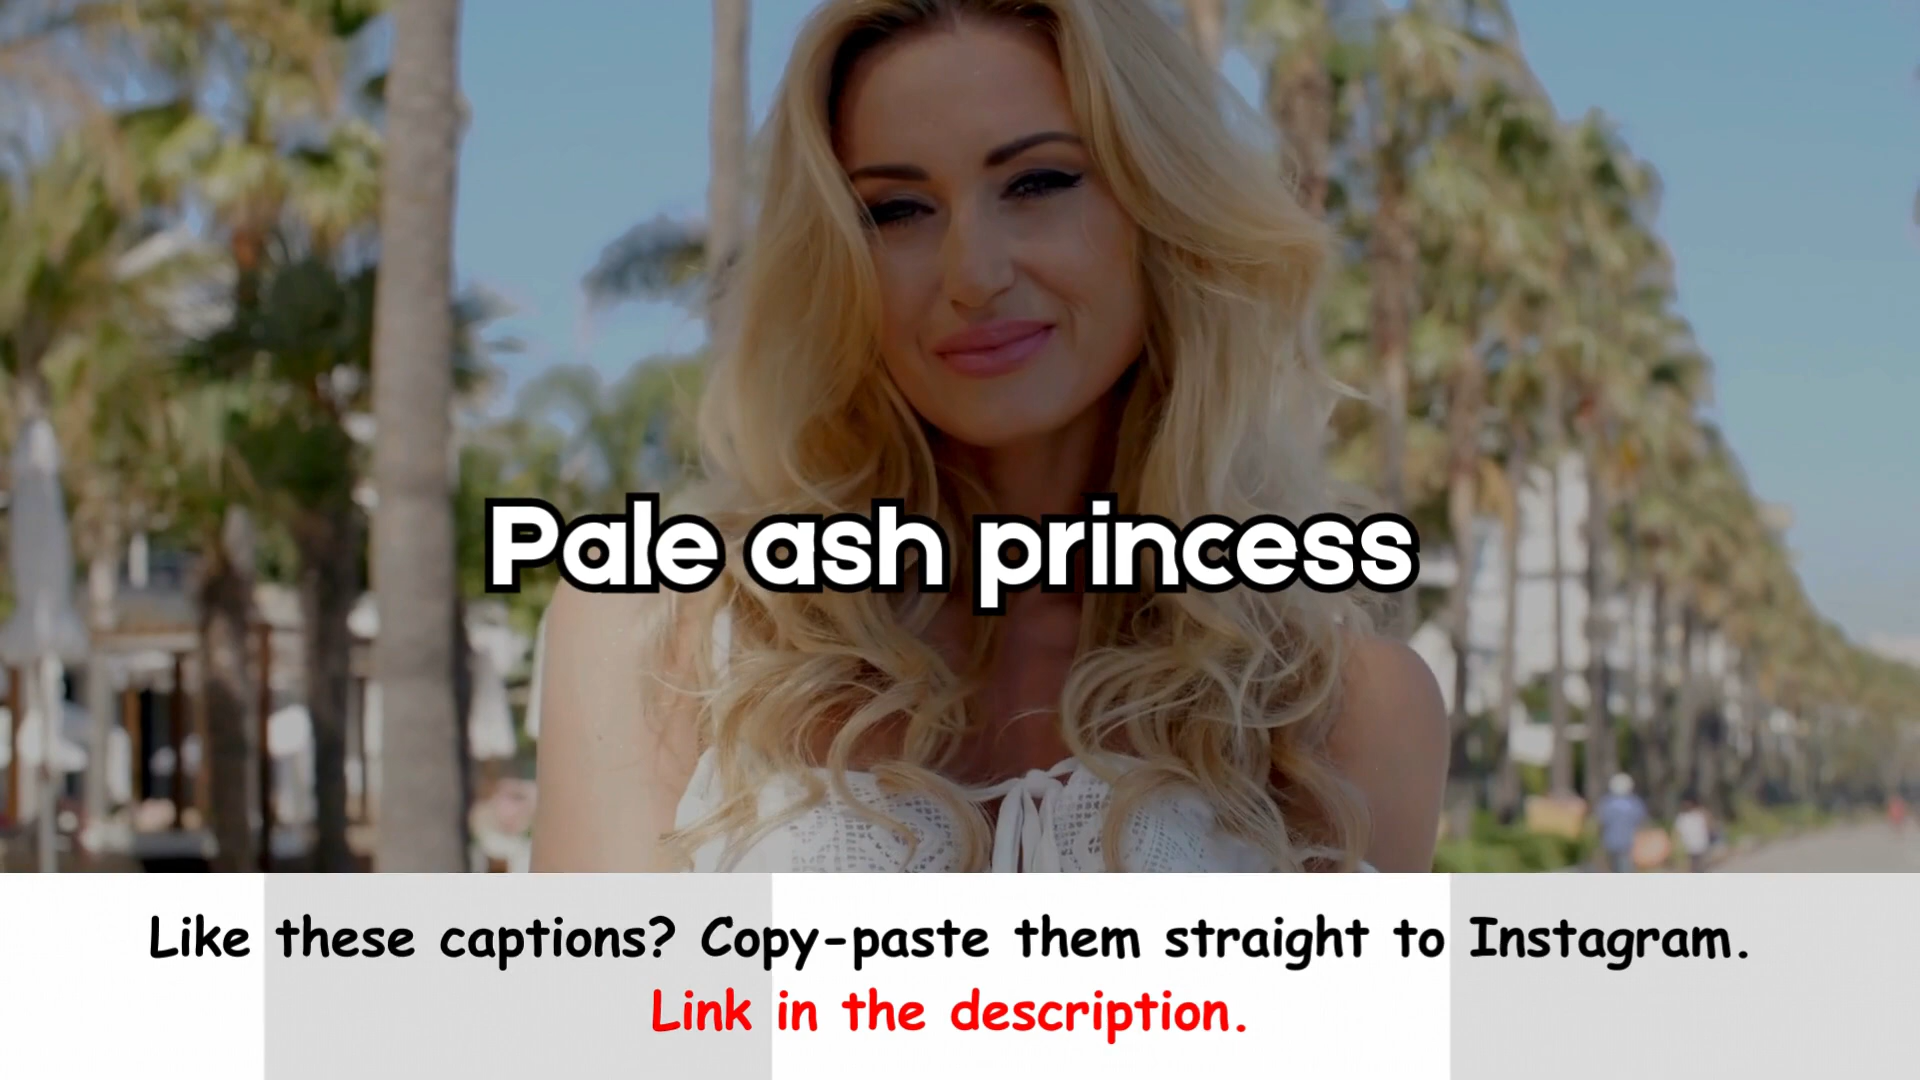 Pale ash princess
Like these captions? Copy-paste them straight to Instagram.
Link in the description.